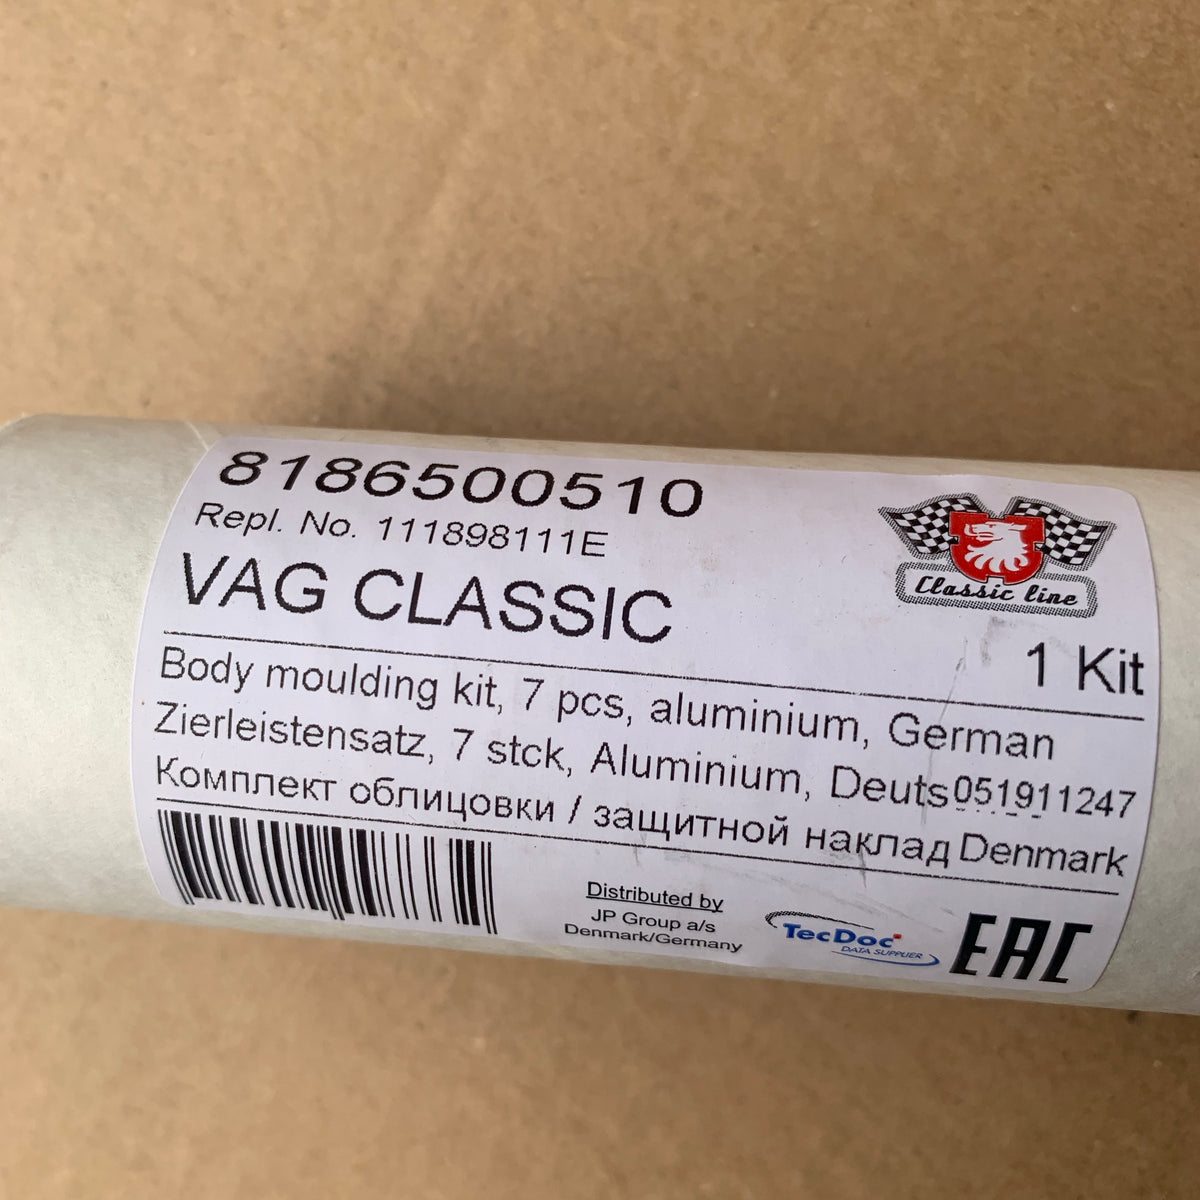 8186500510
Repl. No. 111898111E
VAG CLASSIC
Classic line
1 Kit
Body moulding kit, 7 pcs, aluminium, German
Zierleistensatz, 7 stck, Aluminium, Deuts051911247
Комплект облицовки / защитной наклад Denmark
Distributed by
JP Group a/s
Denmark/Germany
TecDoc
DATA SUPPLIER
EAC